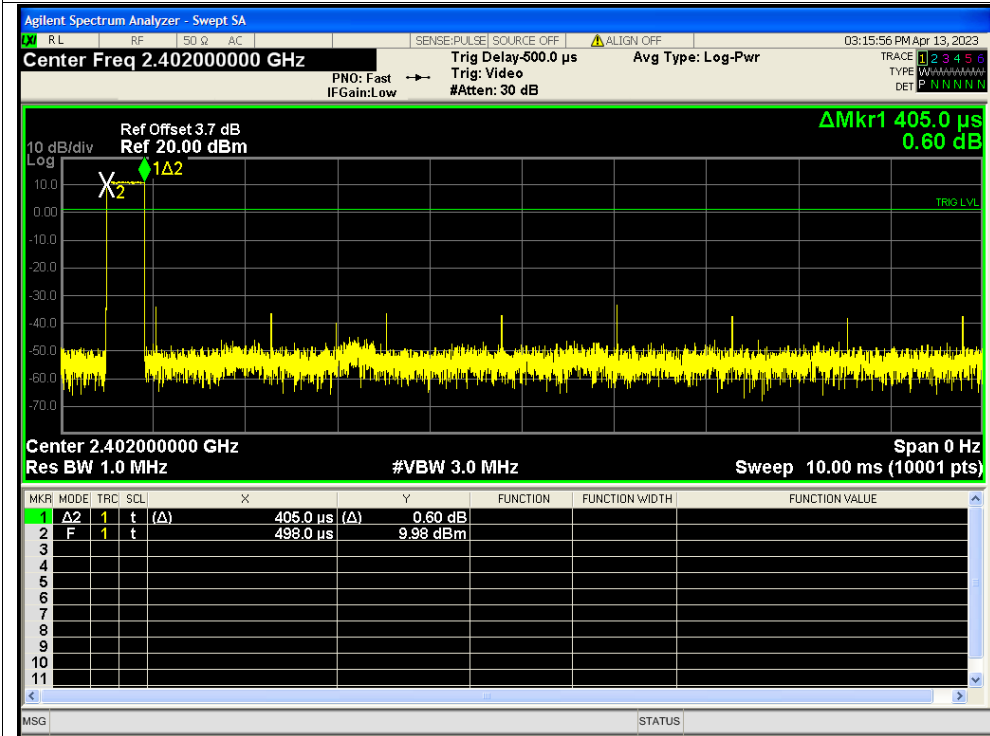 Agilent Spectrum Analyzer - Swept SA
LXI RL RF 50 Ω AC SENSE:PULSE SOURCE OFF ALIGN OFF 03:15:56 PM Apr 13, 2023
Center Freq 2.402000000 GHz Trig Delay-500.0 µs Avg Type: Log-Pwr TRACE 1 2 3 4 5 6
PNO: Fast Trig: Video TYPE WWWWWW
IFGain:Low #Atten: 30 dB DET P N N N N N
ΔMkr1 405.0 µs
0.60 dB
Ref Offset 3.7 dB
10 dB/div Ref 20.00 dBm
Log
1Δ2
10.0
2
TRIG LVL
0.00
-10.0
-20.0
-30.0
-40.0
-50.0
-60.0
-70.0
Center 2.402000000 GHz Span 0 Hz
Res BW 1.0 MHz #VBW 3.0 MHz Sweep 10.00 ms (10001 pts)
MKR MODE TRC SCL X Y FUNCTION FUNCTION WIDTH FUNCTION VALUE
1 Δ2 1 t (Δ) 405.0 µs (Δ) 0.60 dB
2 F 1 t 498.0 µs 9.98 dBm
3
4
5
6
7
8
9
10
11
MSG STATUS